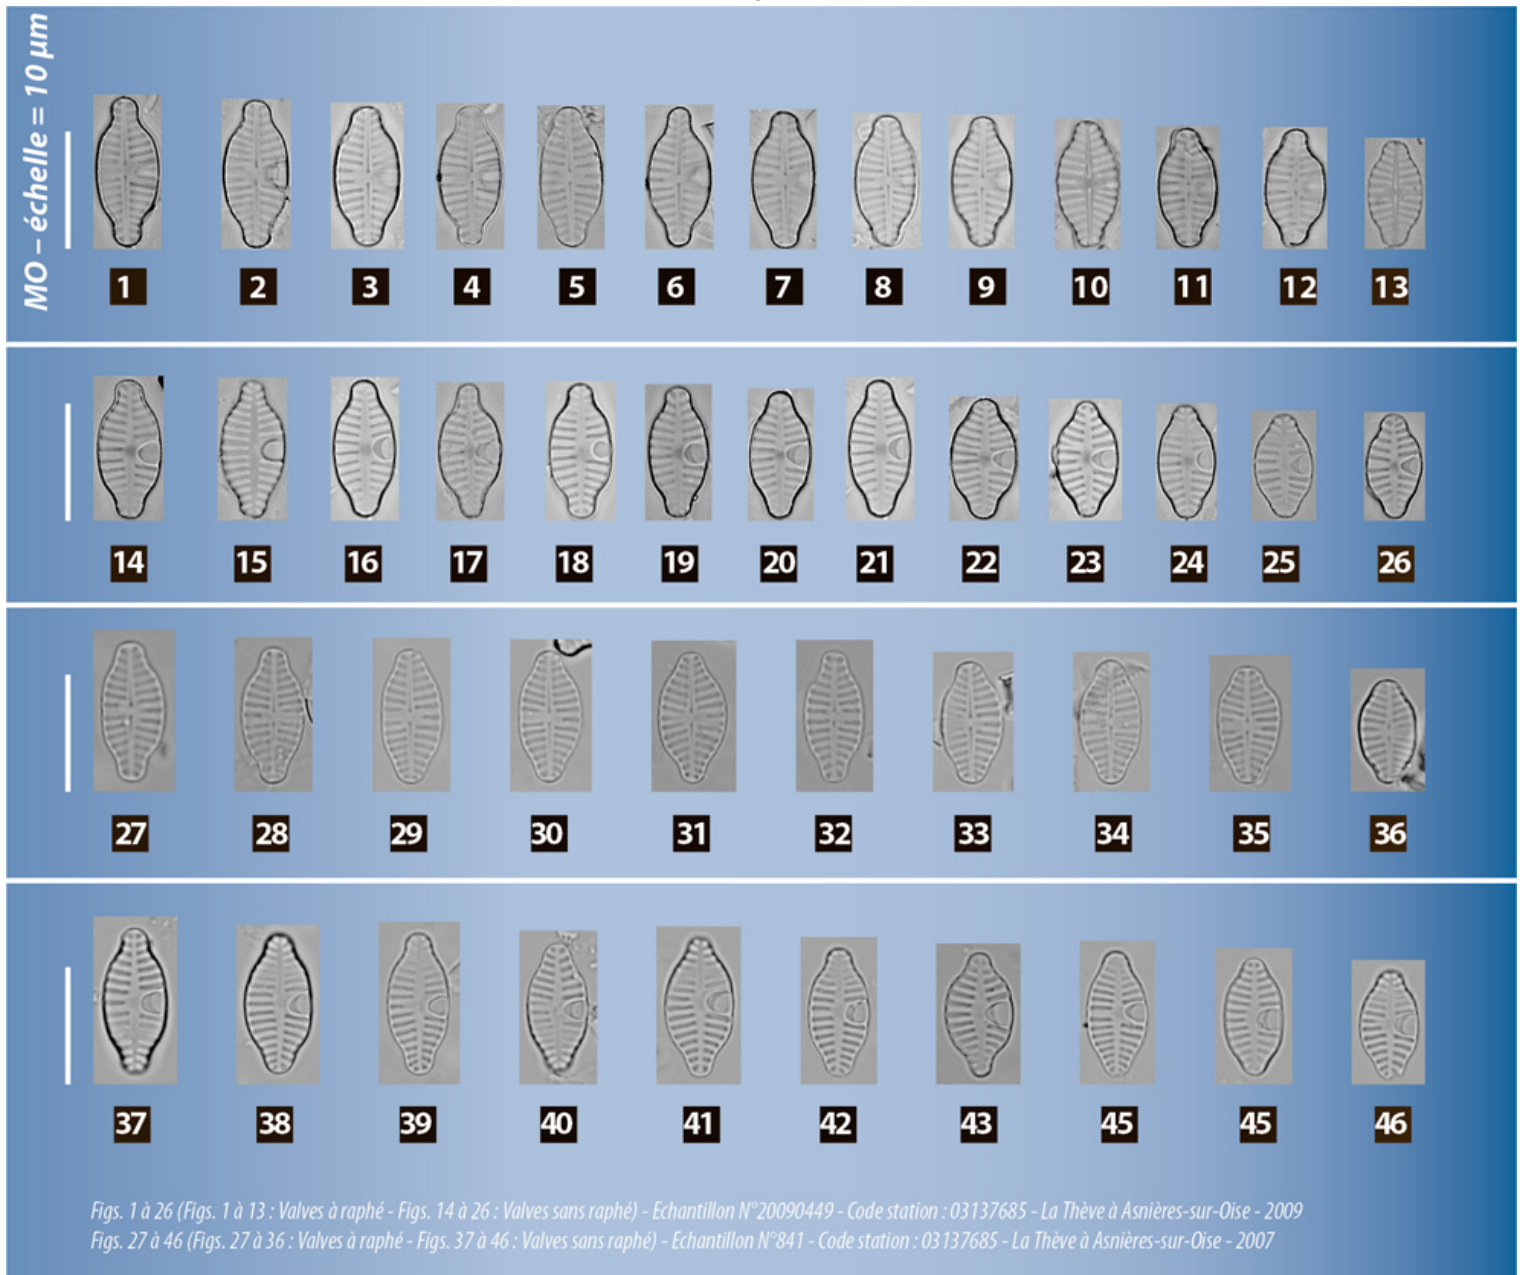 MO – échelle = 10 µm
1 2 3 4 5 6 7 8 9 10 11 12 13
14 15 16 17 18 19 20 21 22 23 24 25 26
27 28 29 30 31 32 33 34 35 36
37 38 39 40 41 42 43 45 45 46
Figs. 1 à 26 (Figs. 1 à 13 : Valves à raphé - Figs. 14 à 26 : Valves sans raphé) - Echantillon N°20090449 - Code station : 03137685 - La Thève à Asnières-sur-Oise - 2009
Figs. 27 à 46 (Figs. 27 à 36 : Valves à raphé - Figs. 37 à 46 : Valves sans raphé) - Echantillon N°841 - Code station : 03137685 - La Thève à Asnières-sur-Oise - 2007